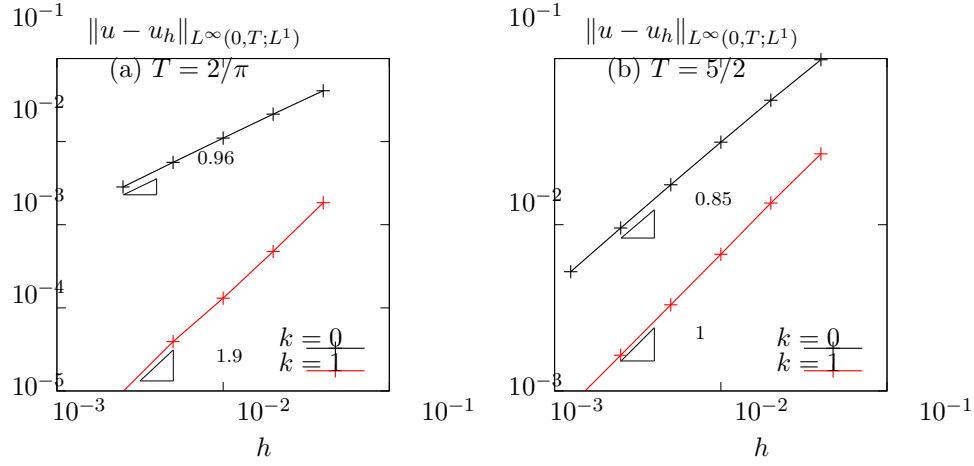 10^{-1}
‖u − u_h‖_{L^∞(0,T;L^1)}
(a) T = 2/π
10^{-2}
0.96
10^{-3}
10^{-4}
1.9
k = 0
k = 1
10^{-5}
10^{-3} 10^{-2} 10^{-1}
h
10^{-1}
‖u − u_h‖_{L^∞(0,T;L^1)}
(b) T = 5/2
10^{-2}
0.85
1
k = 0
k = 1
10^{-3}
10^{-3} 10^{-2} 10^{-1}
h